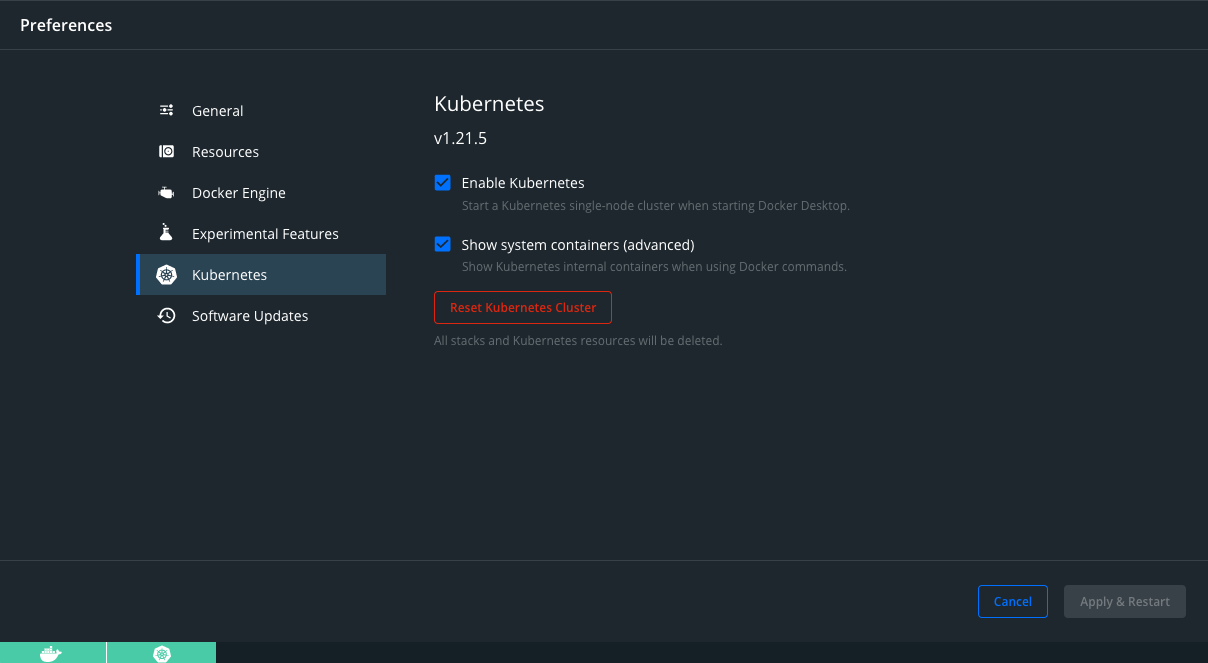 Preferences
General
Resources
Docker Engine
Experimental Features
Kubernetes
Software Updates
Kubernetes
v1.21.5
Enable Kubernetes
Start a Kubernetes single-node cluster when starting Docker Desktop.
Show system containers (advanced)
Show Kubernetes internal containers when using Docker commands.
Reset Kubernetes Cluster
All stacks and Kubernetes resources will be deleted.
Cancel
Apply & Restart